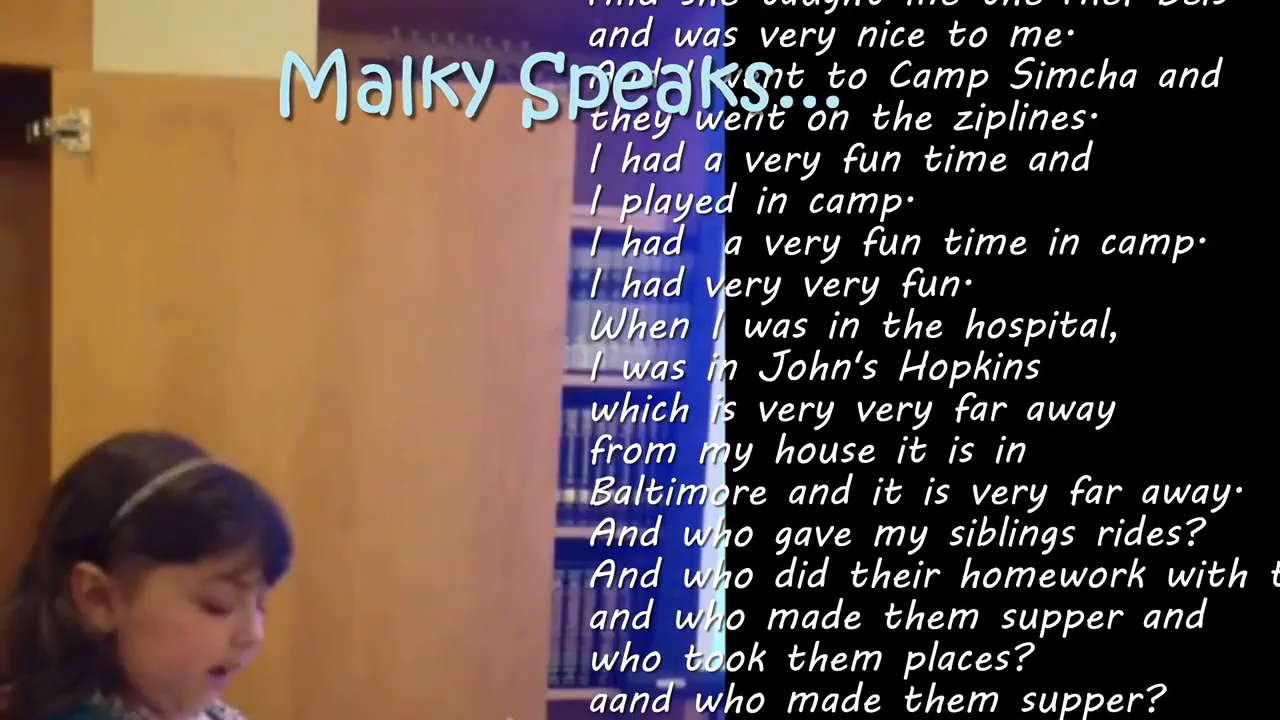 Malky Speaks...
and was very nice to me.
And I went to Camp Simcha and
they went on the ziplines.
I had a very fun time and
I played in camp.
I had a very fun time in camp.
I had very very fun.
When I was in the hospital,
I was in John's Hopkins
which is very very far away
from my house it is in
Baltimore and it is very far away.
And who gave my siblings rides?
And who did their homework with
and who made them supper and
who took them places?
aand who made them supper?